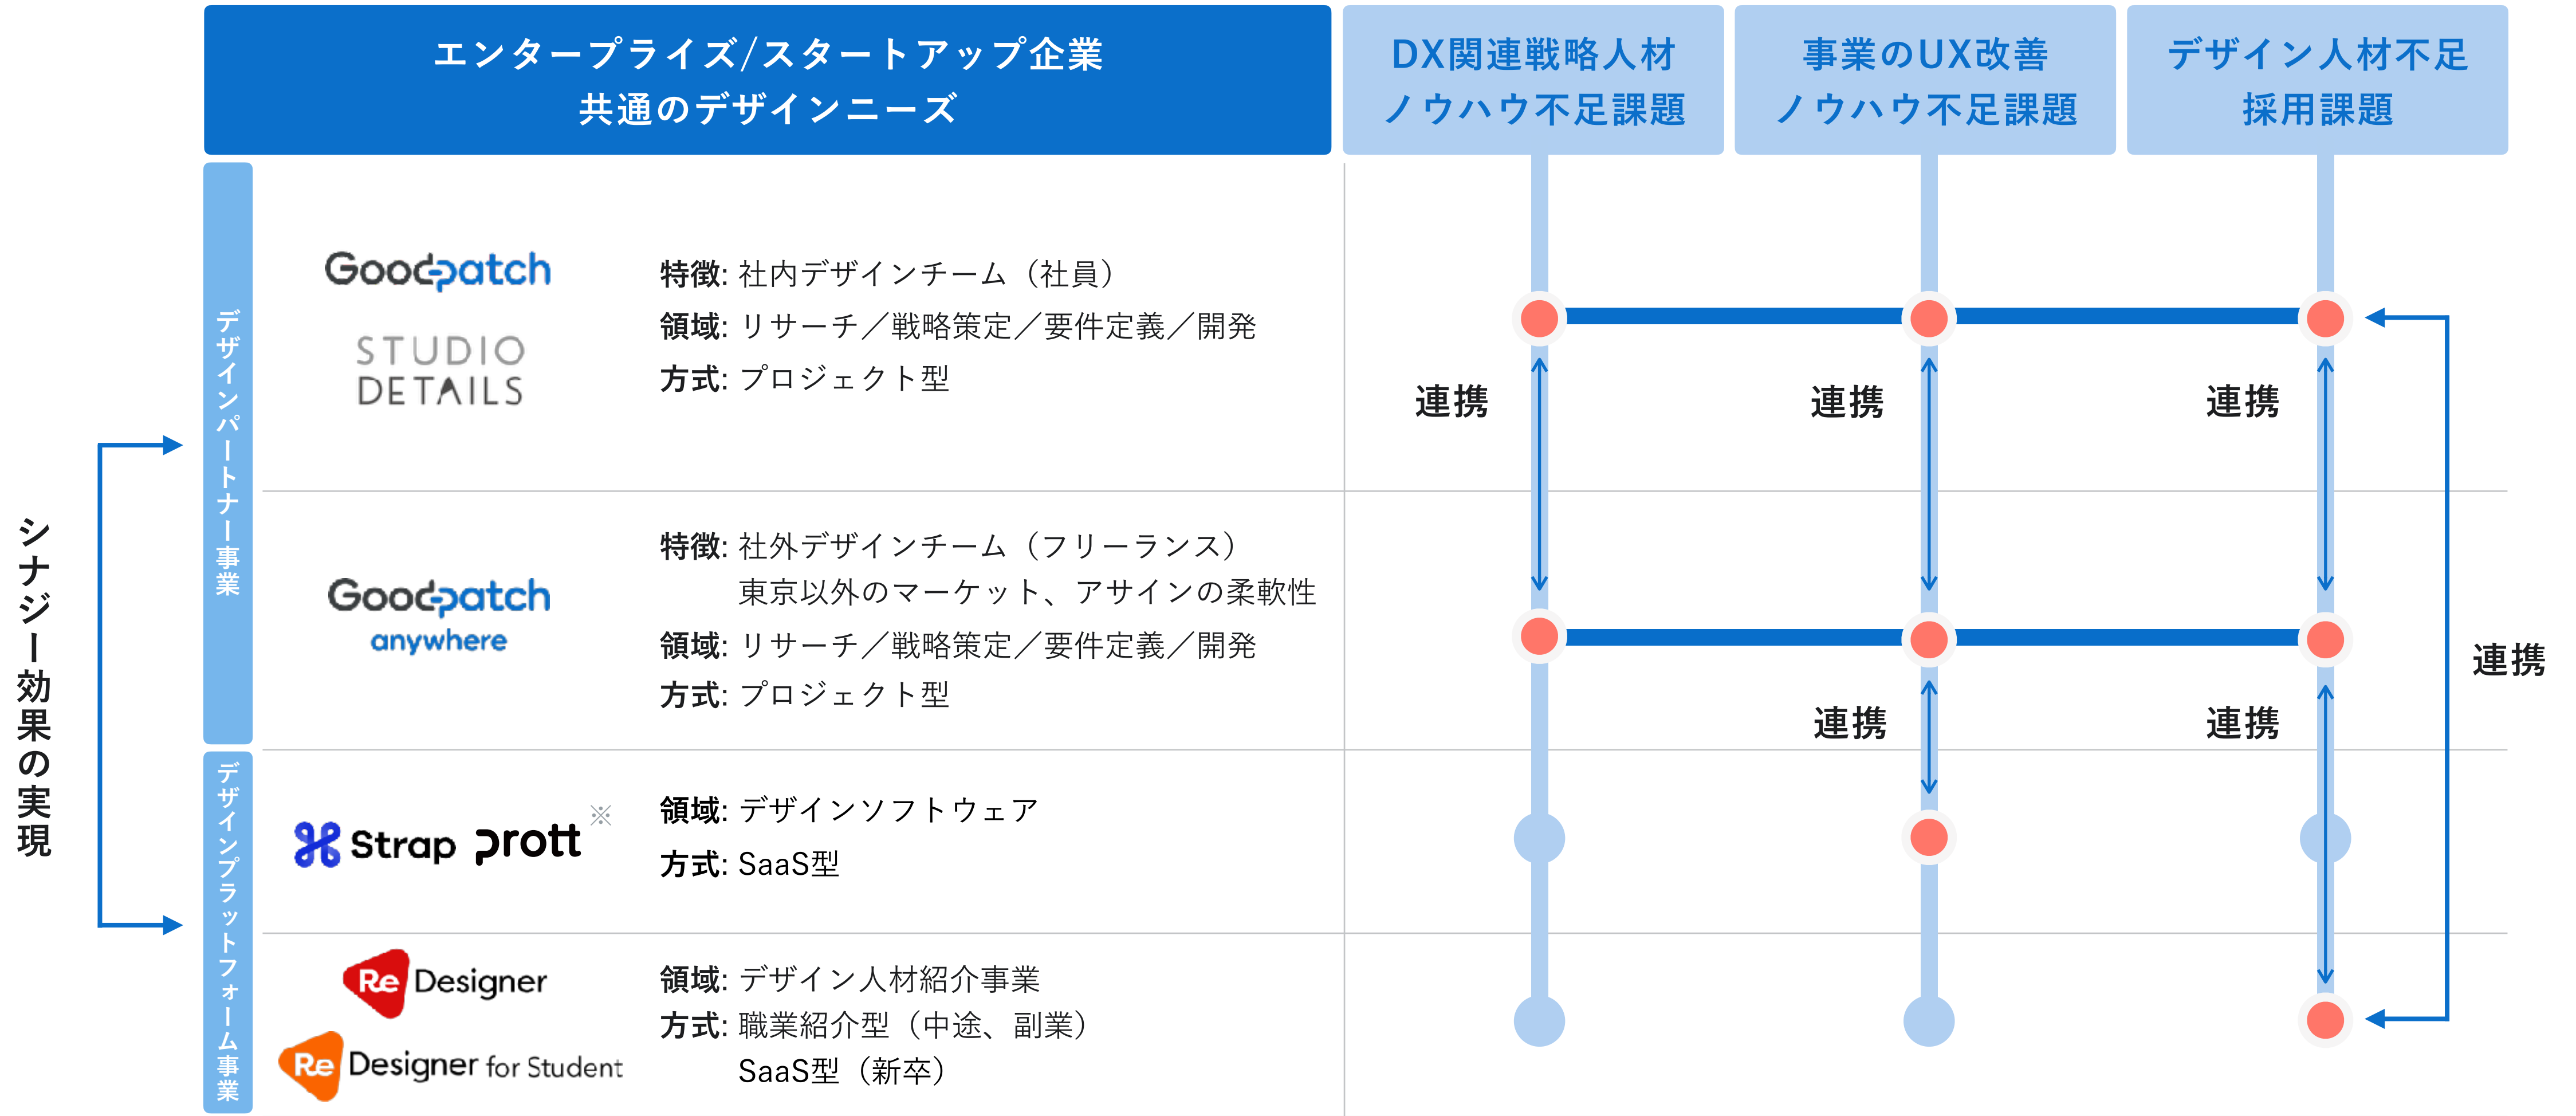 エンタープライズ/スタートアップ企業
共通のデザインニーズ
DX関連戦略人材
ノウハウ不足課題
事業のUX改善
ノウハウ不足課題
デザイン人材不足
採用課題
シナジー効果の実現
デザインパートナー事業
Goodpatch
STUDIO
DETAILS
特徴: 社内デザインチーム（社員）
領域: リサーチ／戦略策定／要件定義／開発
方式: プロジェクト型
連携
連携
連携
Goodpatch
anywhere
特徴: 社外デザインチーム（フリーランス）
東京以外のマーケット、アサインの柔軟性
領域: リサーチ／戦略策定／要件定義／開発
方式: プロジェクト型
連携
連携
連携
デザインプラットフォーム事業
Strap prott ※
領域: デザインソフトウェア
方式: SaaS型
Re Designer
Re Designer for Student
領域: デザイン人材紹介事業
方式: 職業紹介型（中途、副業）
SaaS型（新卒）